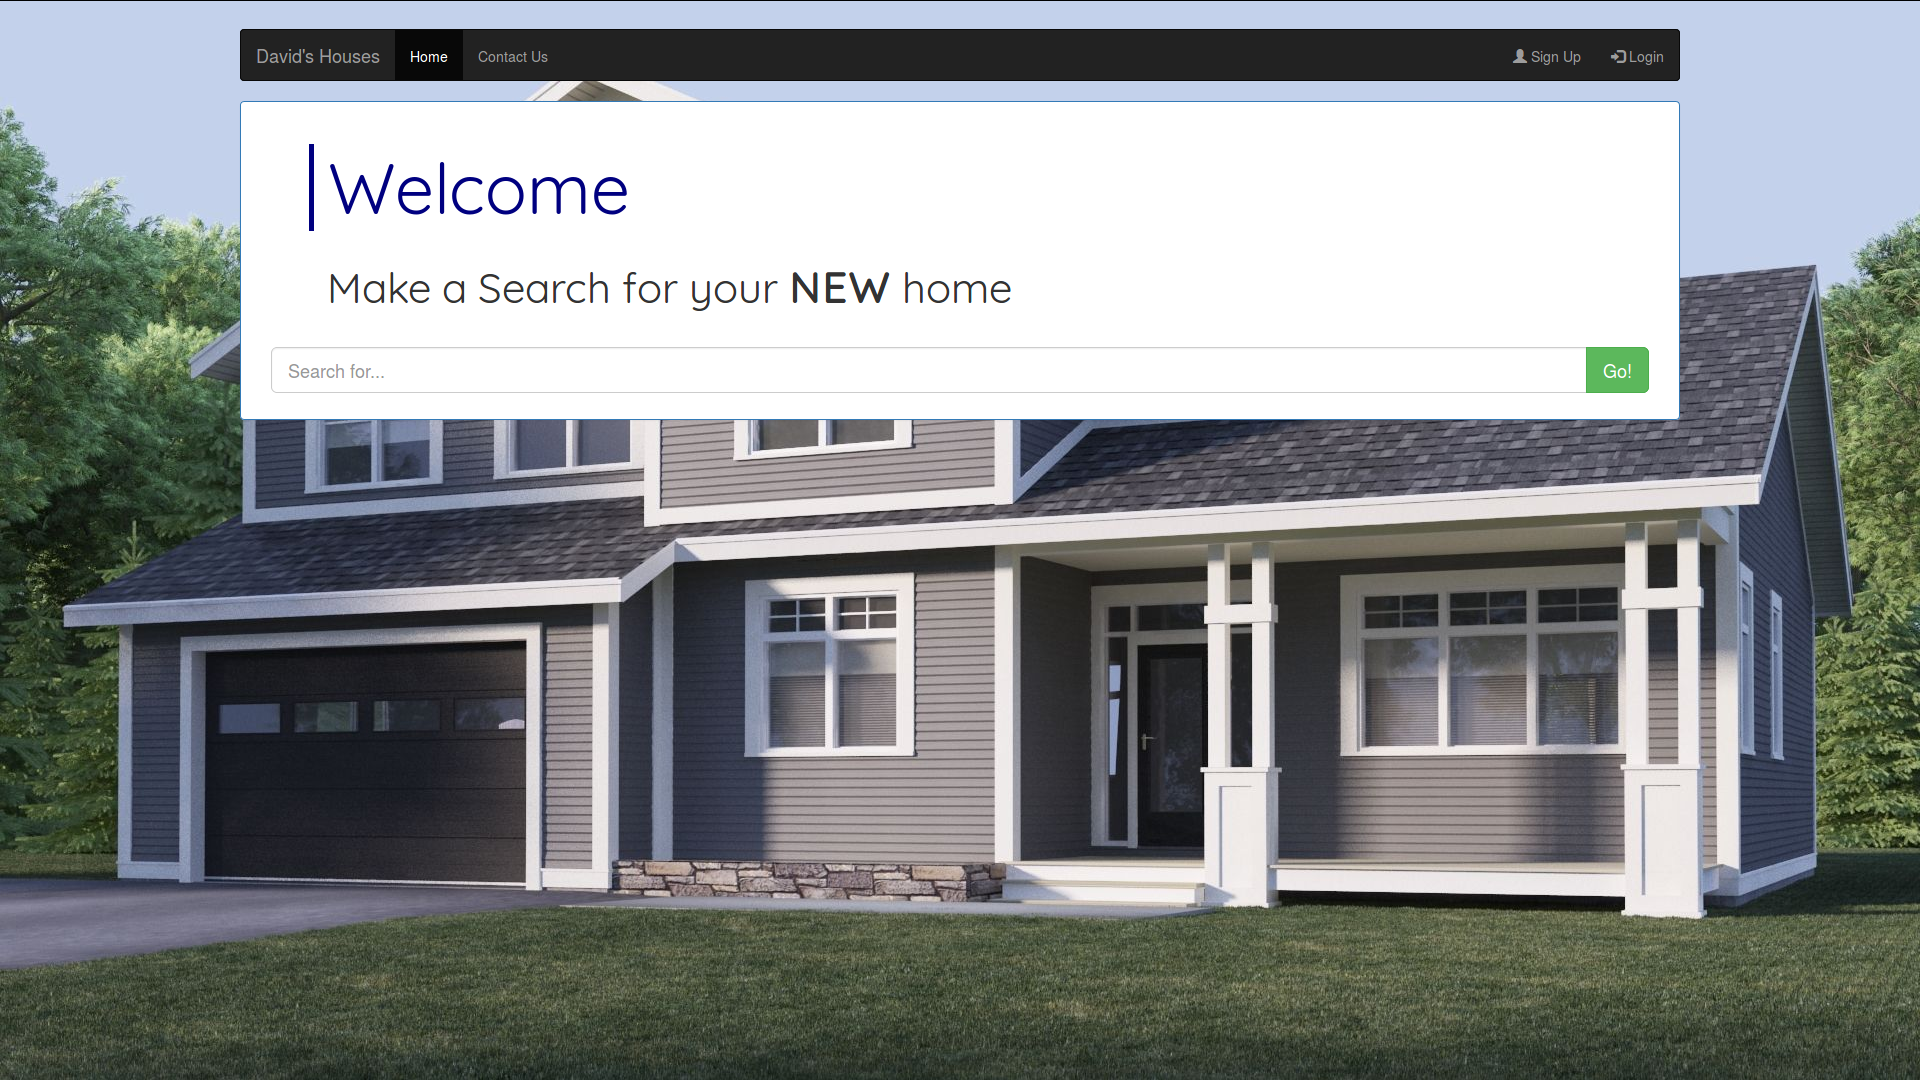 David's Houses Home Contact Us Sign Up Login
Welcome
Make a Search for your NEW home
Search for... Go!